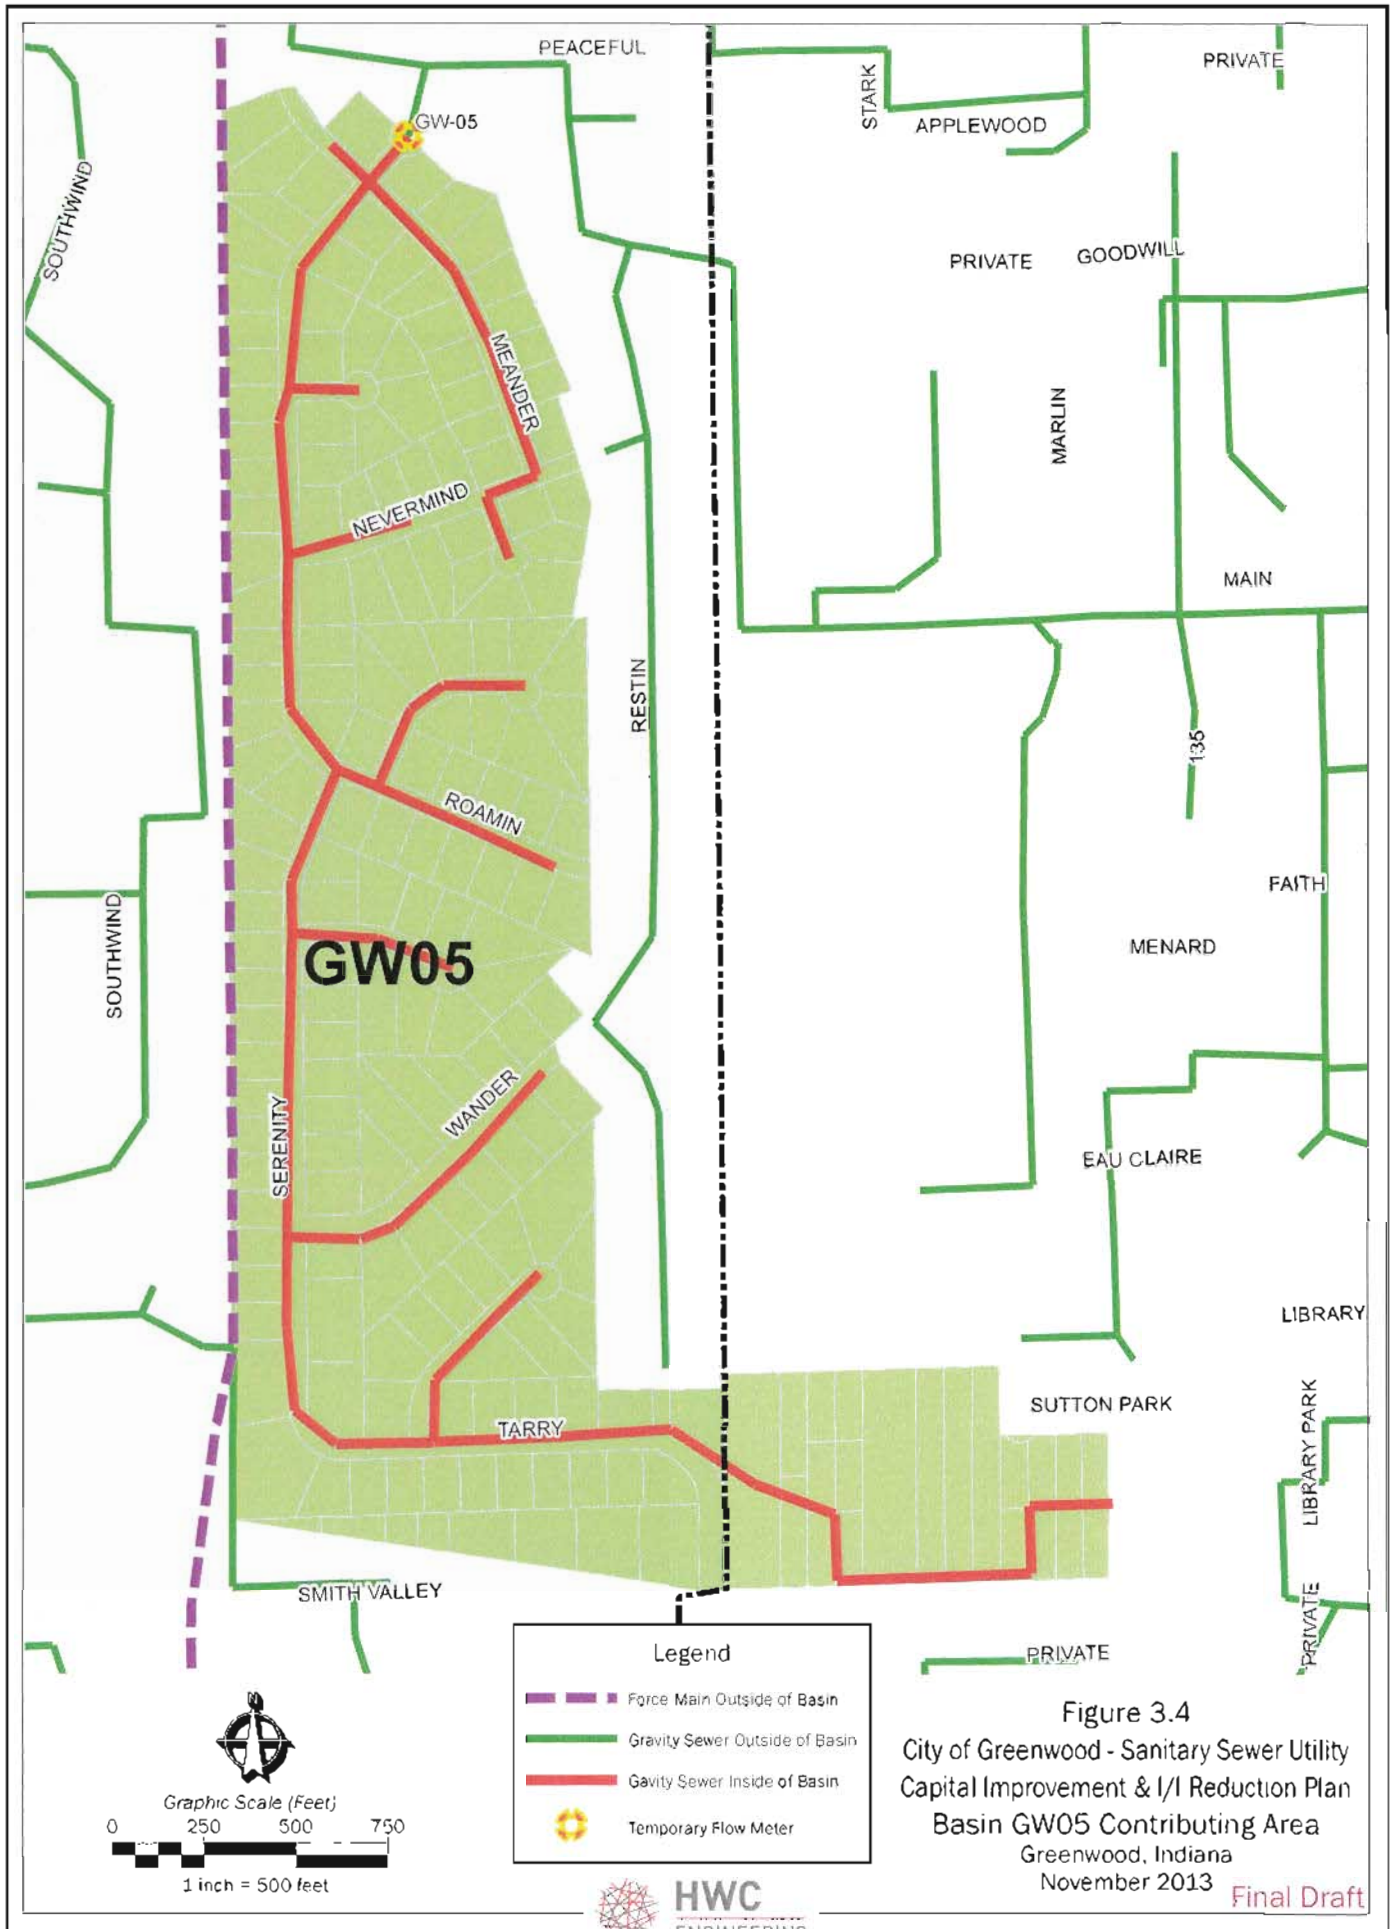 PEACEFUL
PRIVATE
STARK
APPLEWOOD
GW-05
SOUTHWIND
PRIVATE
GOODWILL
MEANDER
MARLIN
NEVERMIND
MAIN
RESTIN
135
ROAMIN
FAITH
SOUTHWIND
GW05
MENARD
WANDER
SERENITY
EAU CLAIRE
LIBRARY
SUTTON PARK
LIBRARY PARK
TARRY
SMITH VALLEY
PRIVATE
PRIVATE
Legend
Force Main Outside of Basin
Gravity Sewer Outside of Basin
Gavity Sewer Inside of Basin
Temporary Flow Meter
N
Graphic Scale (Feet)
0 250 500 750
1 inch = 500 feet
Figure 3.4
City of Greenwood - Sanitary Sewer Utility
Capital Improvement & I/I Reduction Plan
Basin GW05 Contributing Area
Greenwood, Indiana
November 2013
Final Draft
HWC
ENGINEERING